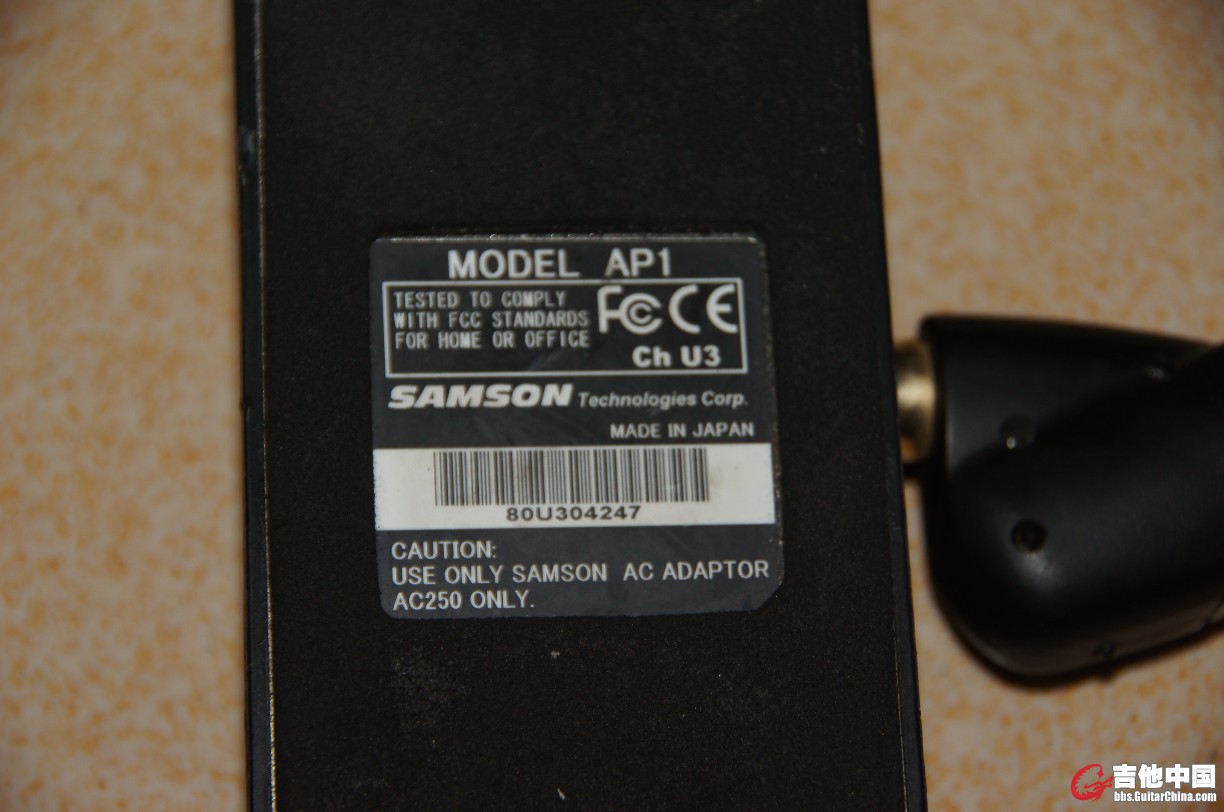 MODEL AP1
TESTED TO COMPLY
WITH FCC STANDARDS
FOR HOME OR OFFICE
FC CE
Ch U3
SAMSON Technologies Corp.
MADE IN JAPAN
80U304247
CAUTION:
USE ONLY SAMSON AC ADAPTOR
AC250 ONLY.
吉他中国
bbs.GuitarChina.com